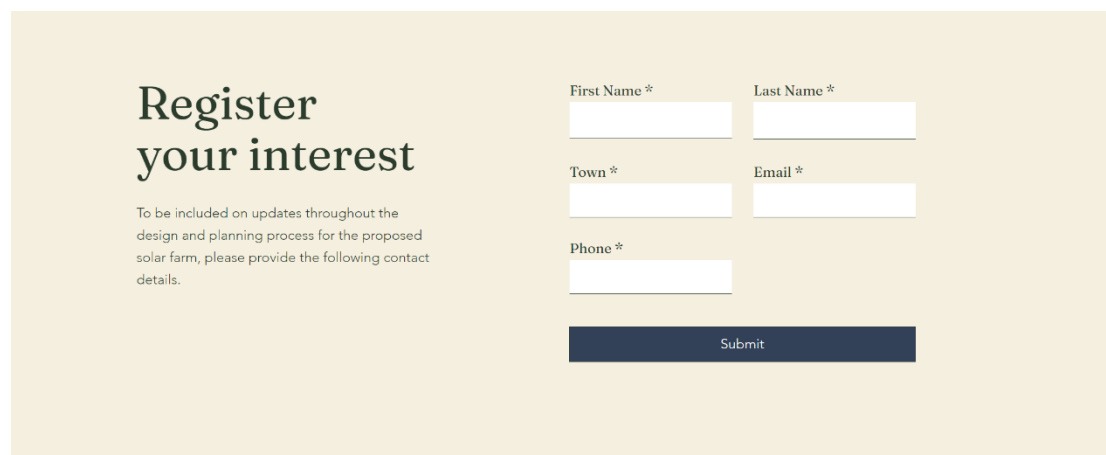 Register
your interest
To be included on updates throughout the
design and planning process for the proposed
solar farm, please provide the following contact
details.
First Name *
Last Name *
Town *
Email *
Phone *
Submit